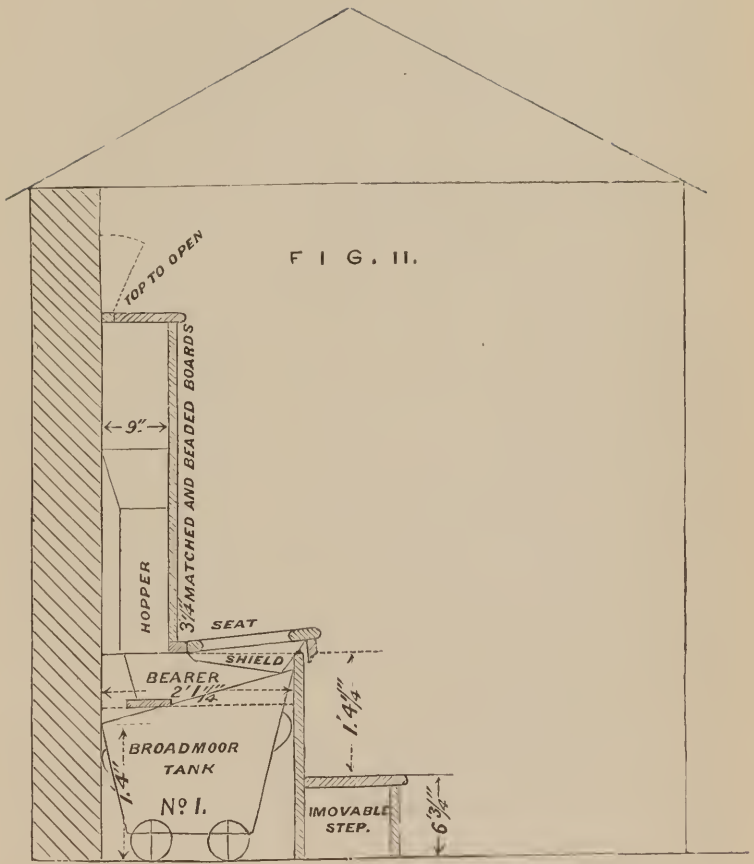 FIG. 11.
TOP TO OPEN
9"
3/4" MATCHED AND BEADED BOARDS
HOPPER
SEAT
SHIELD
BEARER
2' 1 1/4"
1' 4 1/4"
BROADMOOR
TANK
No 1.
1' 4"
IMOVABLE
STEP.
6 3/4"